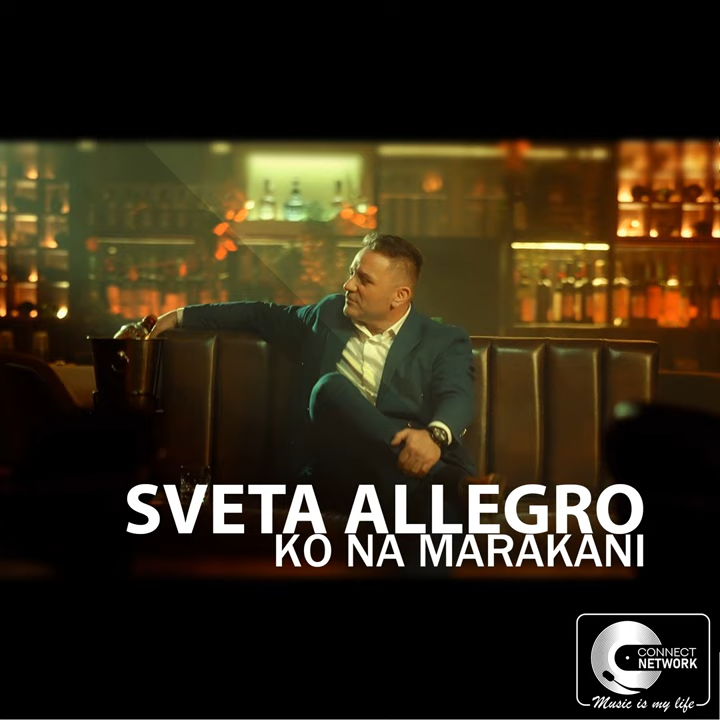 SVETA ALLEGRO
KO NA MARAKANI
CONNECT
NETWORK
Music is my life